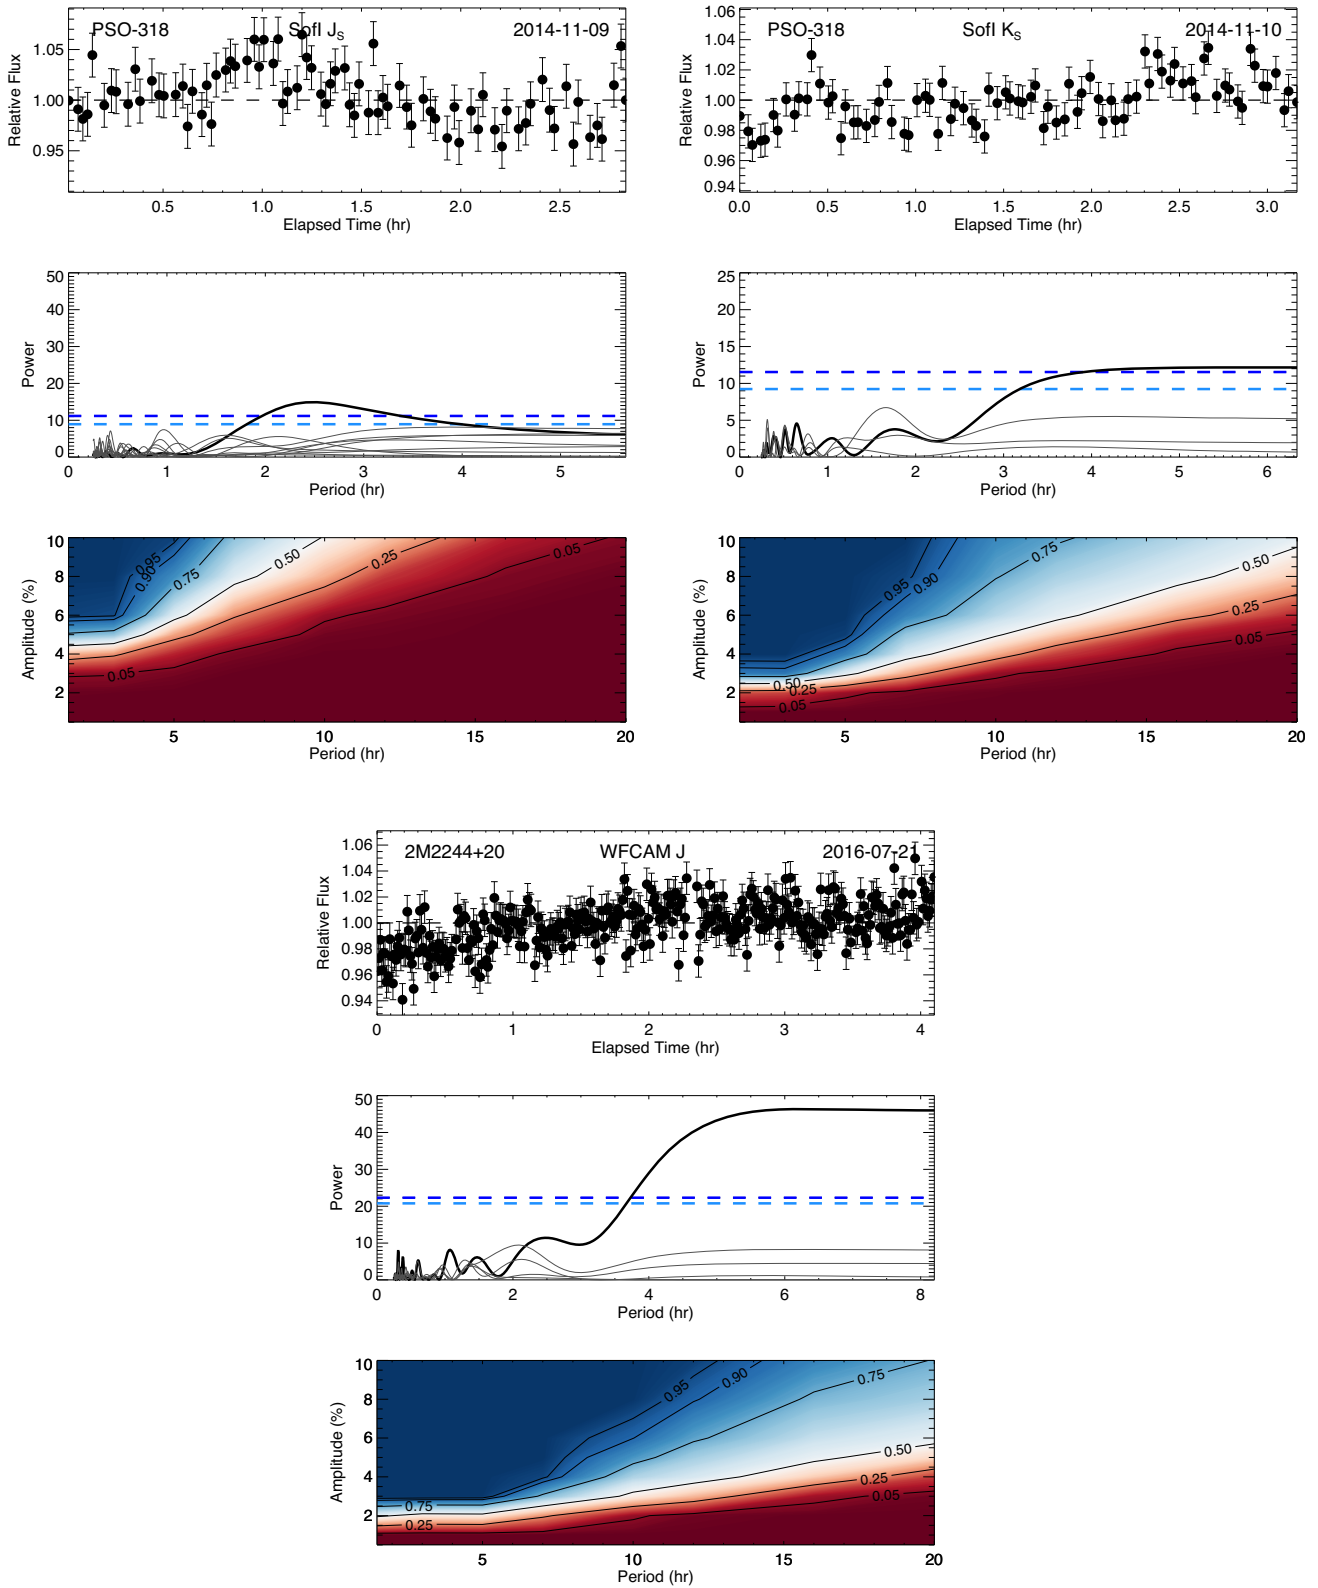 PSO-318 SofI J_S 2014-11-09
Relative Flux
1.05
1.00
0.95
0.5 1.0 1.5 2.0 2.5
Elapsed Time (hr)
PSO-318 SofI K_S 2014-11-10
Relative Flux
1.06
1.04
1.02
1.00
0.98
0.96
0.94
0.0 0.5 1.0 1.5 2.0 2.5 3.0
Elapsed Time (hr)
Power
50
40
30
20
10
0
0 1 2 3 4 5
Period (hr)
Power
25
20
15
10
5
0
0 1 2 3 4 5 6
Period (hr)
Amplitude (%)
10
8
6
4
2
0.95
0.90
0.75
0.50
0.25
0.05
0.05
5 10 15 20
Period (hr)
Amplitude (%)
10
8
6
4
2
0.95
0.90
0.75
0.50
0.25
0.05
0.50
0.25
0.05
5 10 15 20
Period (hr)
2M2244+20 WFCAM J 2016-07-21
Relative Flux
1.06
1.04
1.02
1.00
0.98
0.96
0.94
0 1 2 3 4
Elapsed Time (hr)
Power
50
40
30
20
10
0
0 2 4 6 8
Period (hr)
Amplitude (%)
10
8
6
4
2
0.95
0.90
0.75
0.50
0.25
0.05
0.75
0.25
5 10 15 20
Period (hr)